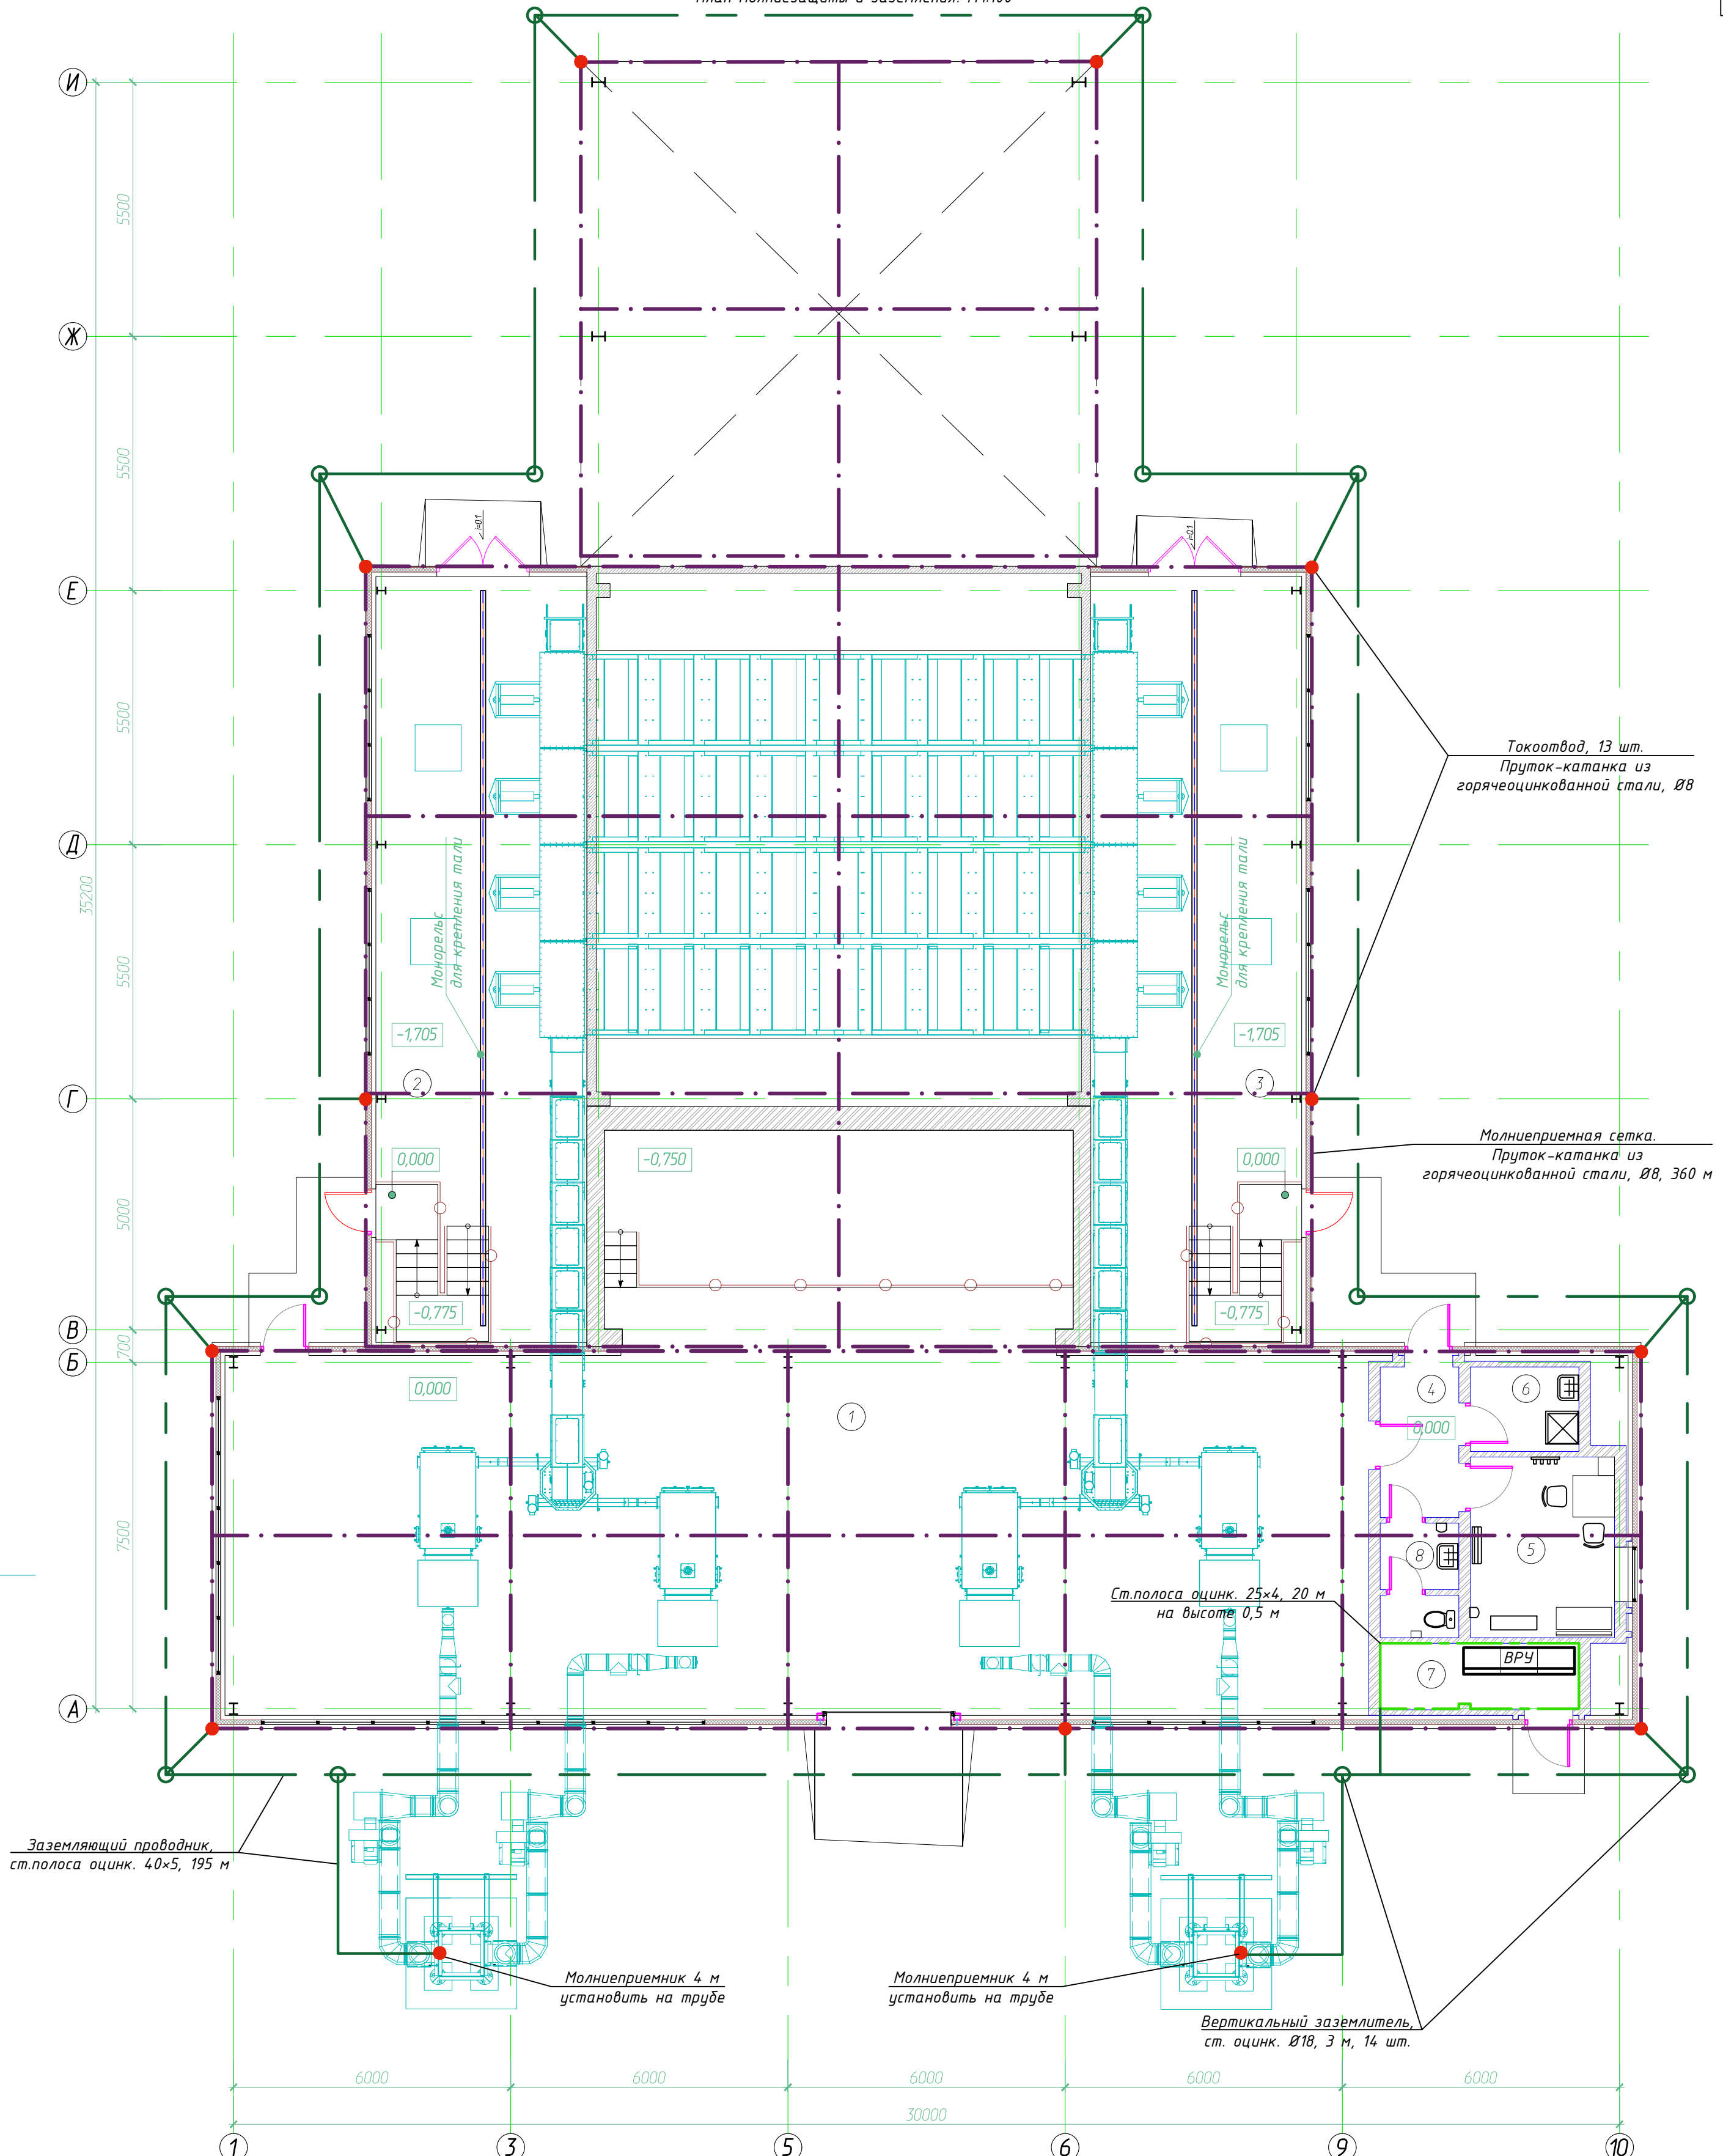 И
5500
Ж
5500
i=0.1
i=0.1
Е
5500
Токоотвод, 13 шт.
Пруток-катанка из
горячеоцинкованной стали, Ø8
Д
35200
Монорельс
для крепления тали
Монорельс
для крепления тали
5500
-1,705
-1,705
2
3
Г
Молниеприемная сетка.
Пруток-катанка из
горячеоцинкованной стали, Ø8, 360 м
0,000
-0,750
0,000
5000
-0,775
-0,775
В
700
Б
0,000
1
4
6
0,000
7500
8
5
Ст.полоса оцинк. 25×4, 20 м
на высоте 0,5 м
ВРУ
7
А
Заземляющий проводник,
ст.полоса оцинк. 40×5, 195 м
Молниеприемник 4 м
установить на трубе
Молниеприемник 4 м
установить на трубе
Вертикальный заземлитель,
ст. оцинк. Ø18, 3 м, 14 шт.
6000
6000
6000
6000
6000
30000
1
3
5
6
9
10